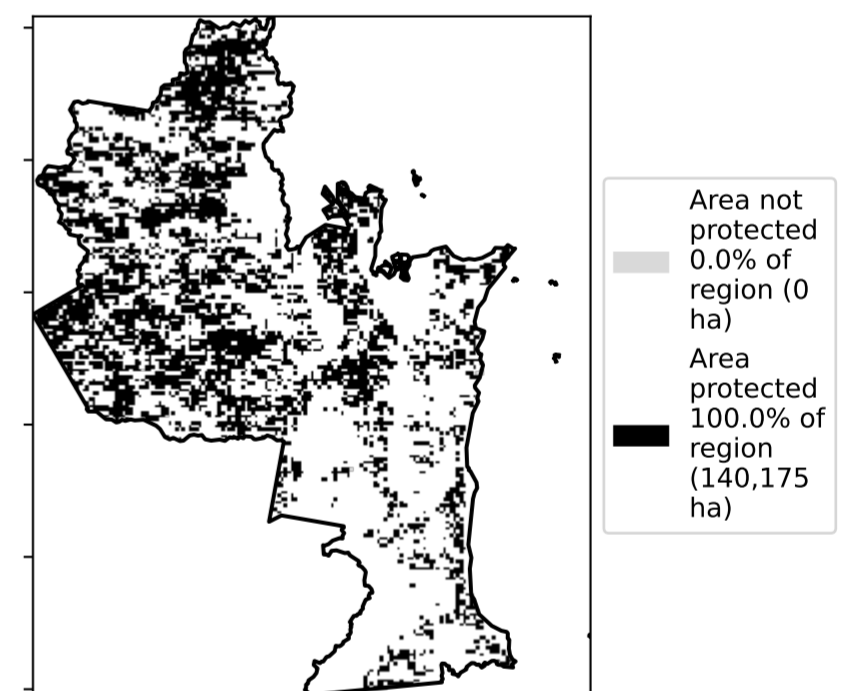 Area not
protected
0.0% of
region (0
ha)
Area
protected
100.0% of
region
(140,175
ha)